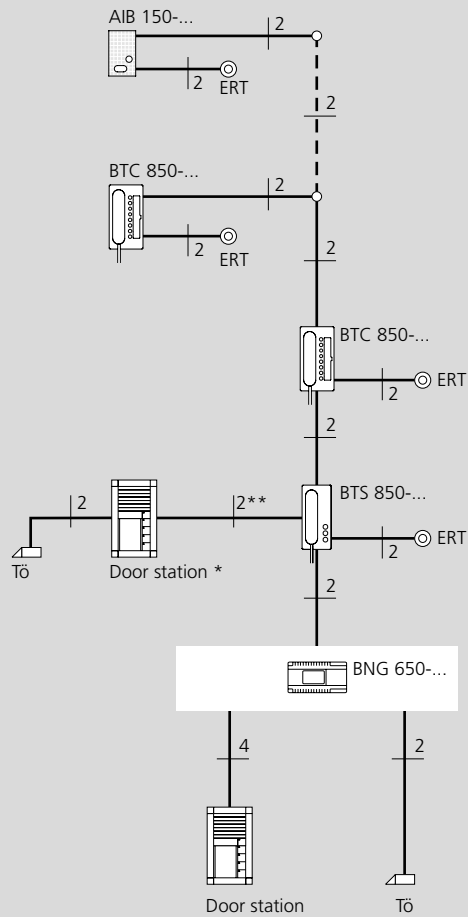 AIB 150-...
2
2
ERT
2
BTC 850-...
2
2
ERT
2
BTC 850-...
2
ERT
2
BTS 850-...
2
2**
2
ERT
Tö
Door station *
2
BNG 650-...
4
2
Door station
Tö